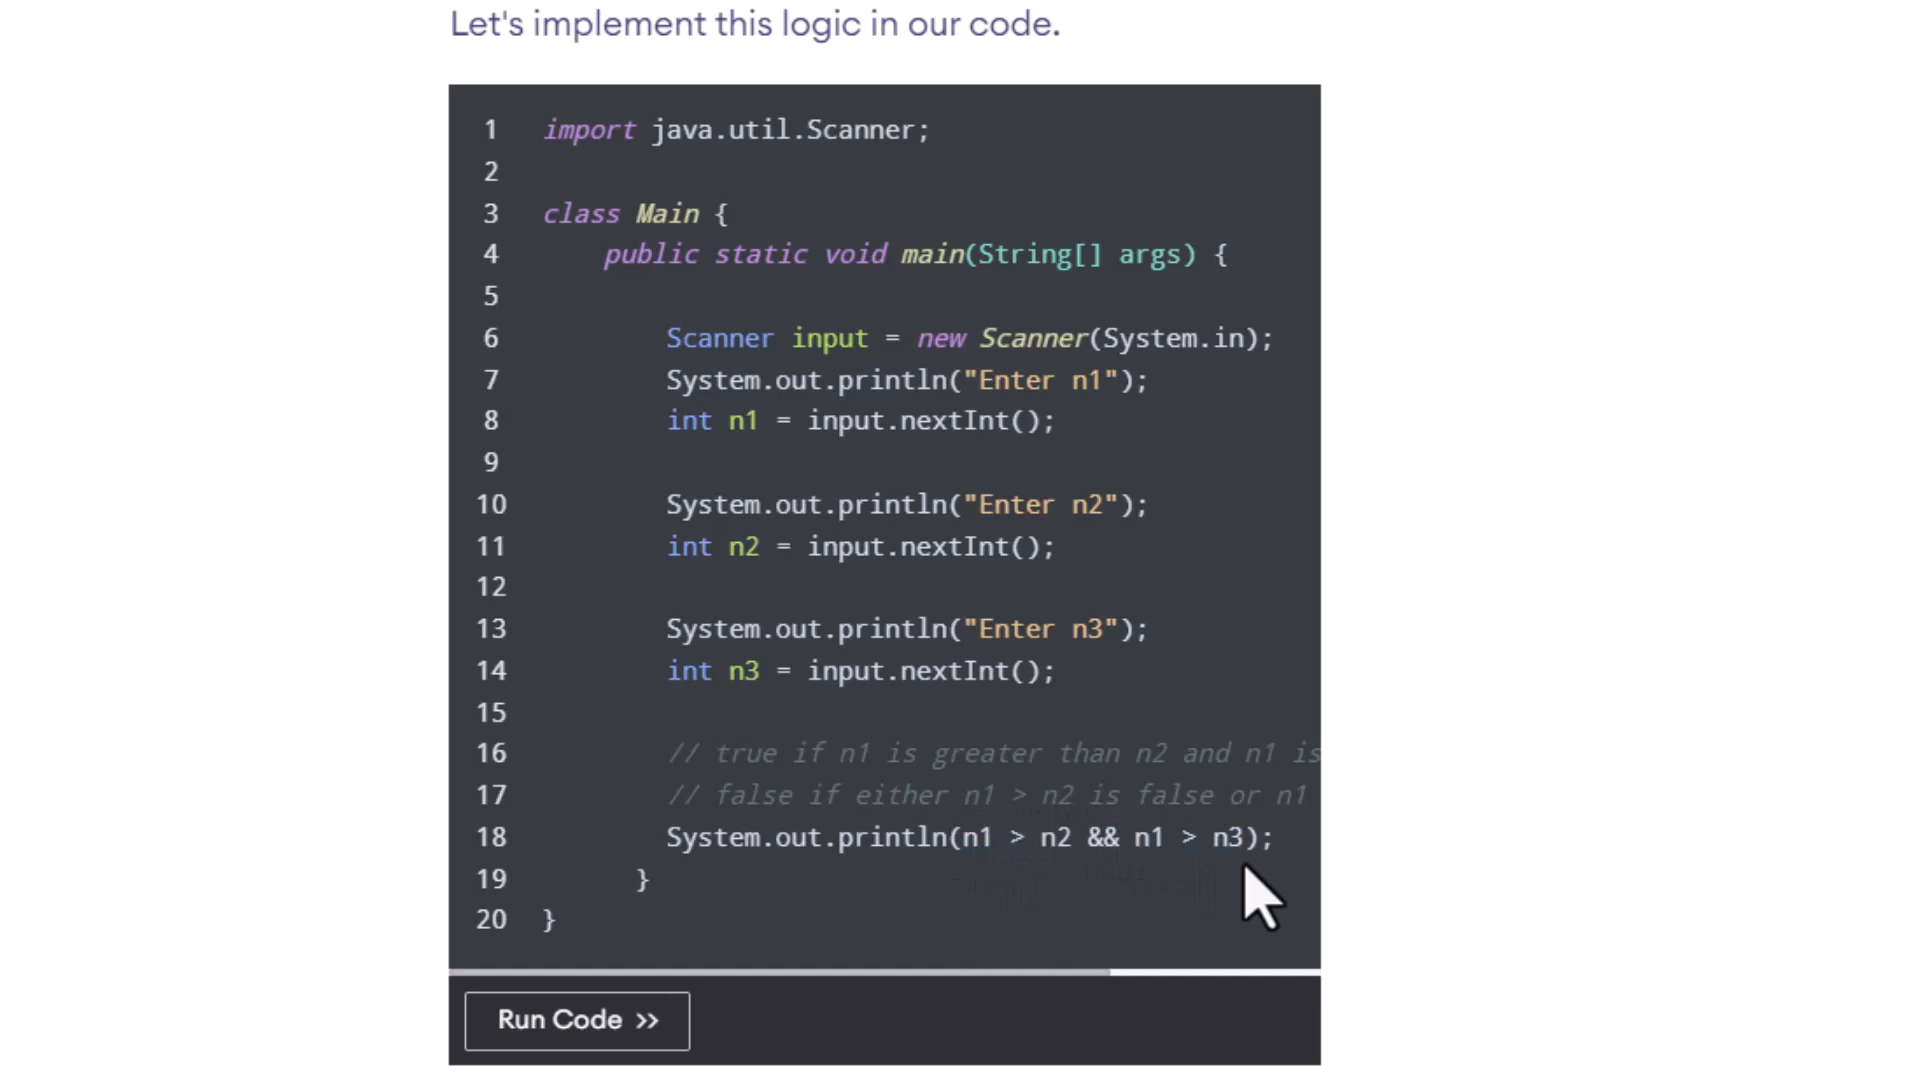 Let's implement this logic in our code.
1 import java.util.Scanner;
2
3 class Main {
4 public static void main(String[] args) {
5
6 Scanner input = new Scanner(System.in);
7 System.out.println("Enter n1");
8 int n1 = input.nextInt();
9
10 System.out.println("Enter n2");
11 int n2 = input.nextInt();
12
13 System.out.println("Enter n3");
14 int n3 = input.nextInt();
15
16 // true if n1 is greater than n2 and n1 is
17 // false if either n1 > n2 is false or n1
18 System.out.println(n1 > n2 && n1 > n3);
19 }
20 }
Run Code >>